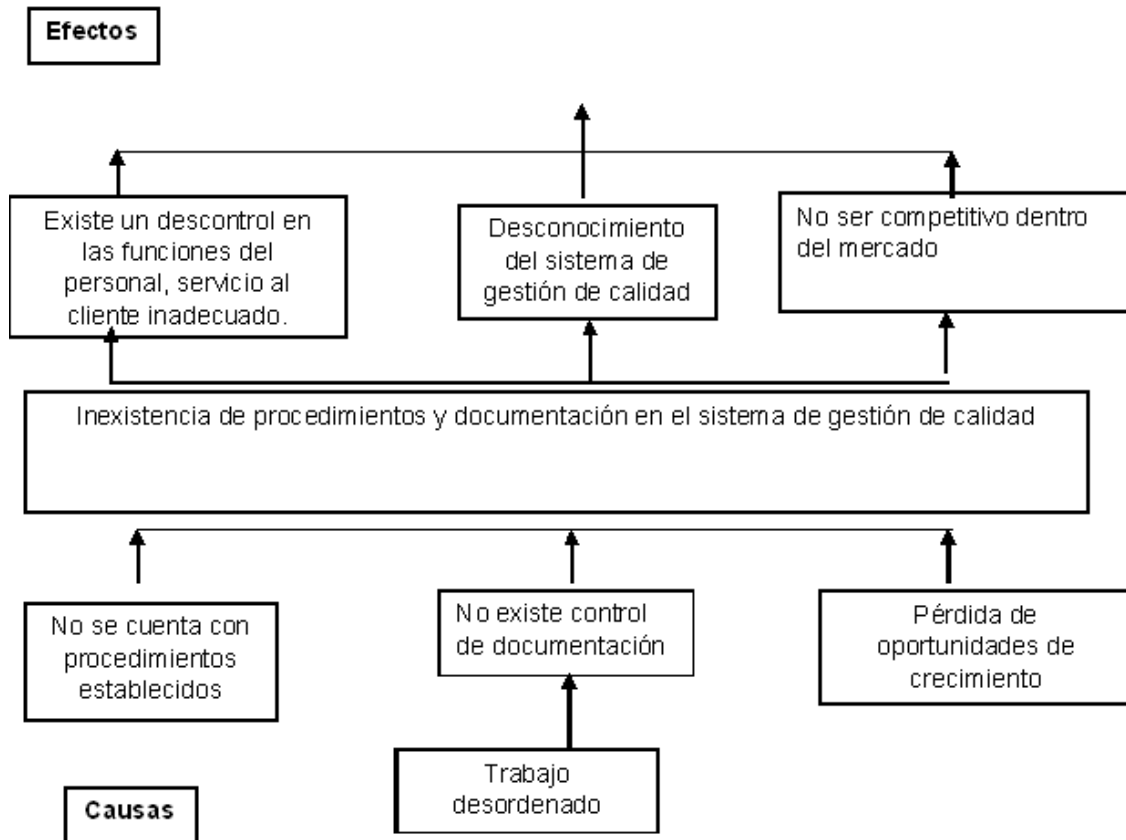 Efectos
Existe un descontrol en
las funciones del
personal, servicio al
cliente inadecuado.
Desconocimiento
del sistema de
gestión de calidad
No ser competitivo dentro
del mercado
Inexistencia de procedimientos y documentación en el sistema de gestión de calidad
No se cuenta con
procedimientos
establecidos
No existe control
de documentación
Pérdida de
oportunidades de
crecimiento
Trabajo
desordenado
Causas